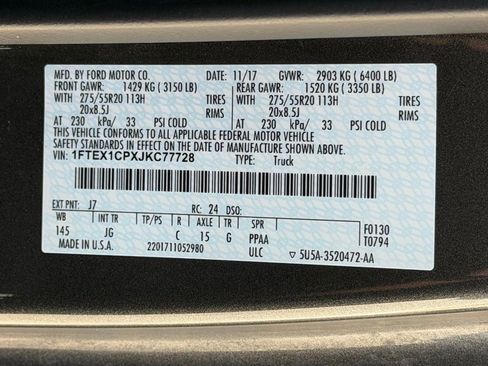 MFD. BY FORD MOTOR CO. DATE: 11/17 GVWR: 2903 KG ( 6400 LB)
FRONT GAWR: 1429 KG ( 3150 LB) REAR GAWR: 1520 KG ( 3350 LB)
WITH 275/55R20 113H TIRES WITH 275/55R20 113H TIRES
20x8.5J RIMS 20x8.5J RIMS
AT 230 kPa/ 33 PSI COLD AT 230 kPa/ 33 PSI COLD
THIS VEHICLE CONFORMS TO ALL APPLICABLE FEDERAL MOTOR VEHICLE
SAFETY STANDARDS IN EFFECT ON THE DATE OF MANUFACTURE SHOWN ABOVE.
VIN: 1FTEX1CPXJKC77728 TYPE: Truck
EXT PNT: J7 RC: 24 DSO:
WB INT TR TP/PS R AXLE TR SPR F0130
145 JG C 15 G PPAA T0794
MADE IN U.S.A. 2201711052980 ULC ▽ 5U5A-3520472-AA